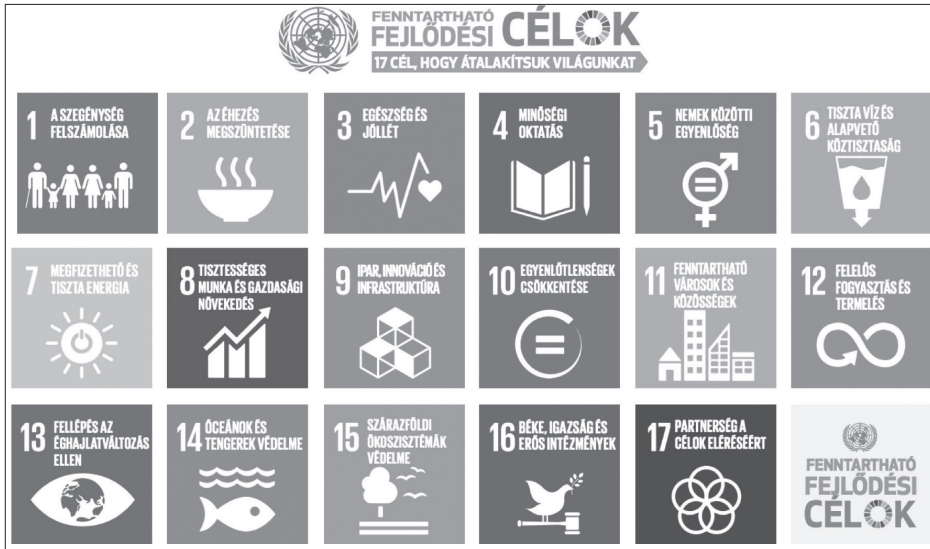 FENNTARTHATÓ
FEJLŐDÉSI CÉLOK
17 CÉL, HOGY ÁTALAKÍTSUK VILÁGUNKAT
1 A SZEGÉNYSÉG
FELSZÁMOLÁSA
2 AZ ÉHEZÉS
MEGSZÜNTETÉSE
3 EGÉSZSÉG ÉS
JÓLLÉT
4 MINŐSÉGI
OKTATÁS
5 NEMEK KÖZÖTTI
EGYENLŐSÉG
6 TISZTA VÍZ ÉS
ALAPVETŐ
KÖZTISZTASÁG
7 MEGFIZETHETŐ ÉS
TISZTA ENERGIA
8 TISZTESSÉGES
MUNKA ÉS GAZDASÁGI
NÖVEKEDÉS
9 IPAR, INNOVÁCIÓ ÉS
INFRASTRUKTÚRA
10 EGYENLŐTLENSÉGEK
CSÖKKENTÉSE
11 FENNTARTHATÓ
VÁROSOK ÉS
KÖZÖSSÉGEK
12 FELELŐS
FOGYASZTÁS ÉS
TERMELÉS
13 FELLÉPÉS AZ
ÉGHAJLATVÁLTOZÁS
ELLEN
14 ÓCEÁNOK ÉS
TENGEREK VÉDELME
15 SZÁRAZFÖLDI
ÖKOSZISZTÉMÁK
VÉDELME
16 BÉKE, IGAZSÁG ÉS
ERŐS INTÉZMÉNYEK
17 PARTNERSÉG A
CÉLOK ELÉRÉSÉÉRT
FENNTARTHATÓ
FEJLŐDÉSI
CÉLOK